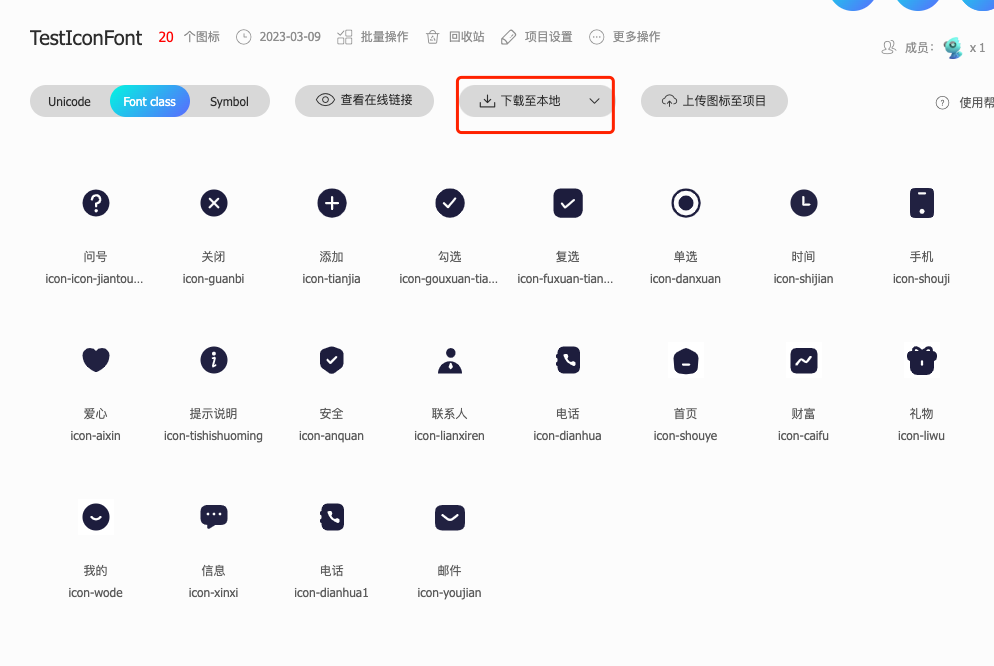 TestIconFont 20 个图标 2023-03-09 批量操作 回收站 项目设置 更多操作
成员: x 1
Unicode Font class Symbol 查看在线链接 下载至本地 上传图标至项目 使用帮
问号 关闭 添加 勾选 复选 单选 时间 手机
icon-icon-jiantou... icon-guanbi icon-tianjia icon-gouxuan-tia... icon-fuxuan-tian... icon-danxuan icon-shijian icon-shouji
爱心 提示说明 安全 联系人 电话 首页 财富 礼物
icon-aixin icon-tishishuoming icon-anquan icon-lianxiren icon-dianhua icon-shouye icon-caifu icon-liwu
我的 信息 电话 邮件
icon-wode icon-xinxi icon-dianhua1 icon-youjian